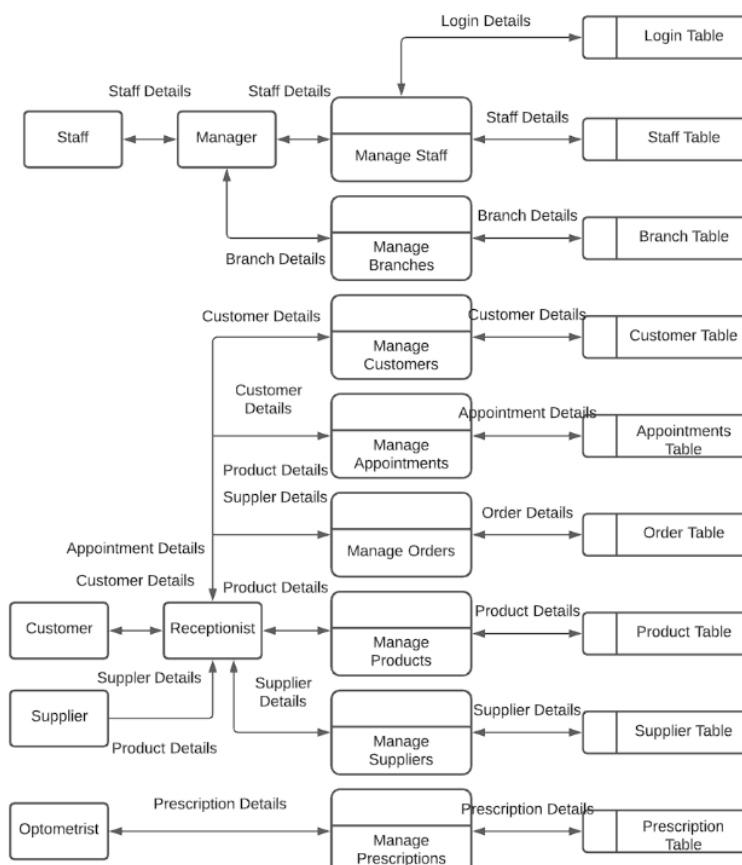 Login Details
Login Table
Staff Details
Staff Details
Staff
Manager
Manage Staff
Staff Details
Staff Table
Branch Details
Manage
Branches
Branch Details
Branch Table
Customer Details
Manage
Customers
Customer Details
Customer Table
Customer
Details
Manage
Appointments
Appointment Details
Appointments
Table
Product Details
Suppler Details
Manage Orders
Order Details
Order Table
Appointment Details
Customer Details
Customer
Receptionist
Product Details
Manage
Products
Product Details
Product Table
Suppler Details
Supplier
Product Details
Supplier
Details
Manage
Suppliers
Supplier Details
Supplier Table
Optometrist
Prescription Details
Manage
Prescriptions
Prescription Details
Prescription
Table